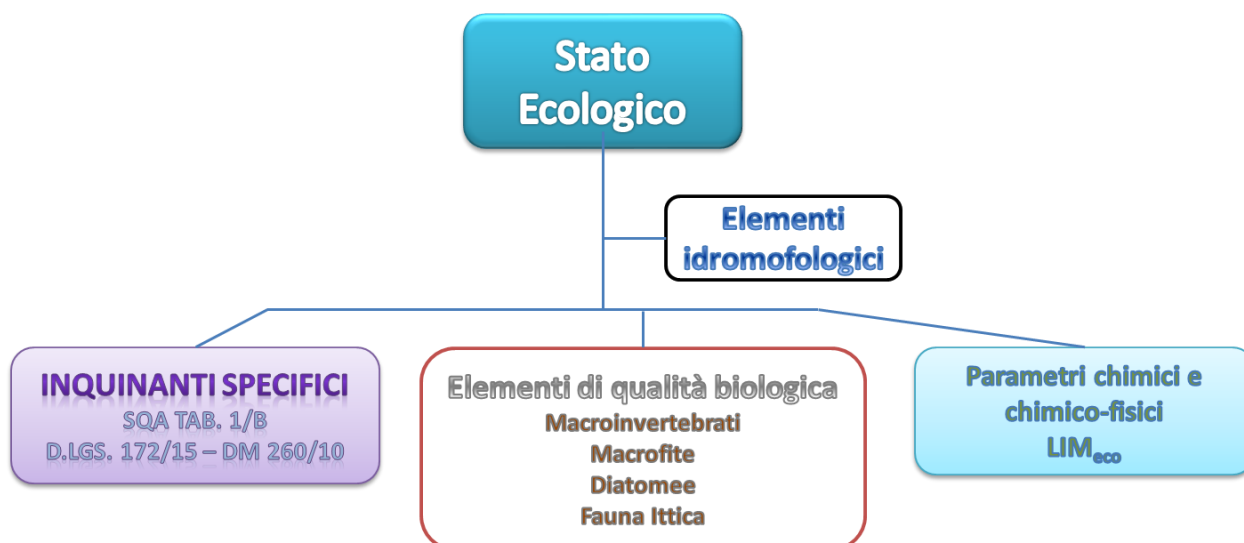 Stato
Ecologico
Elementi
idromofologici
INQUINANTI SPECIFICI
SQA TAB. 1/B
D.LGS. 172/15 – DM 260/10
Elementi di qualità biologica
Macroinvertebrati
Macrofite
Diatomee
Fauna Ittica
Parametri chimici e
chimico-fisici
LIMeco